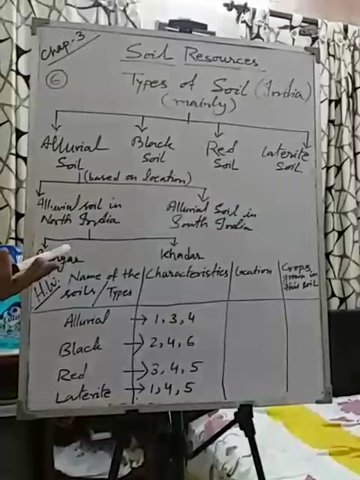 Chap. 3
Soil Resources
6
Types of Soil (India)
(mainly)
Alluvial Soil
Black Soil
Red Soil
Laterite Soil
(based on location)
Alluvial soil in North India
Alluvial Soil in South India
Khadar
H.W. Name of the soils / Types
Characteristics
Location
Crops grown in this soil
Alluvial → 1, 3, 4
Black → 2, 4, 6
Red → 3, 4, 5
Laterite → 1, 4, 5